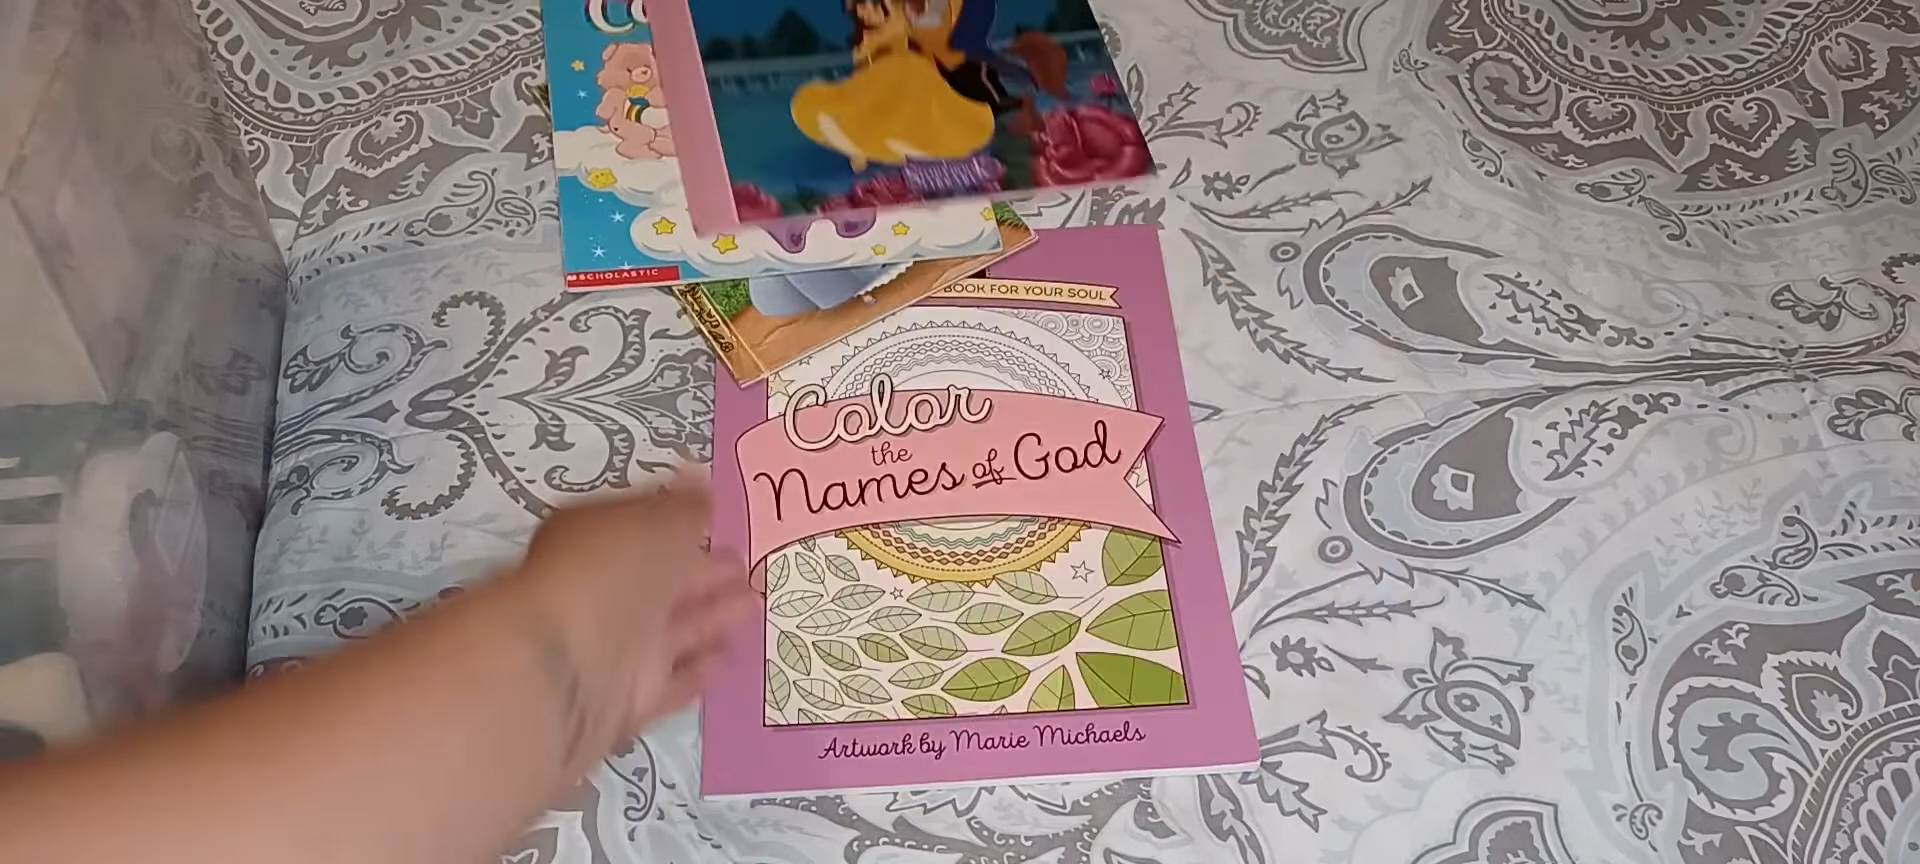 SCHOLASTIC
BOOK FOR YOUR SOUL
Color
the
Names of God
Artwork by Marie Michaels